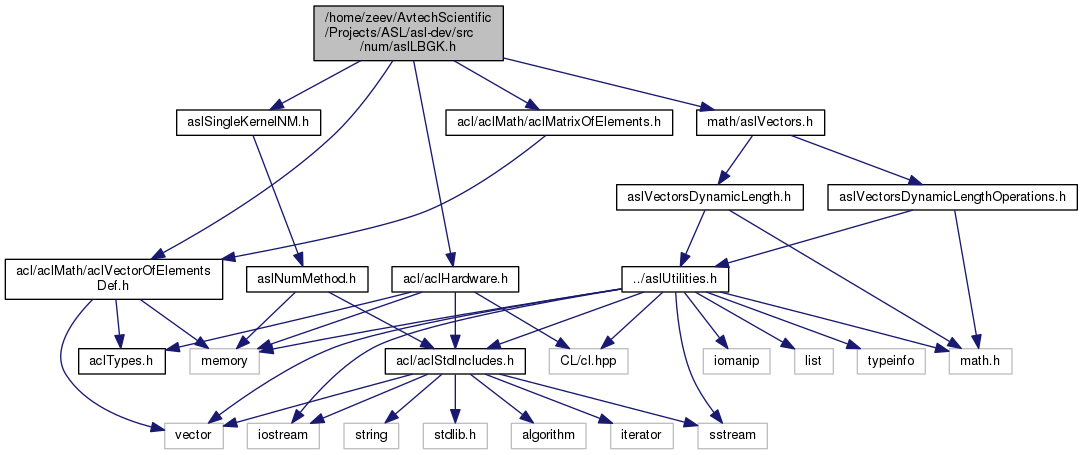 /home/zeev/AvtechScientific
/Projects/ASL/asl-dev/src
/num/aslLBGK.h
aslSingleKernelNM.h
acl/aclMath/aclMatrixOfElements.h
math/aslVectors.h
aslVectorsDynamicLength.h
aslVectorsDynamicLengthOperations.h
acl/aclMath/aclVectorOfElements
Def.h
aslNumMethod.h
acl/aclHardware.h
../aslUtilities.h
aclTypes.h
memory
acl/aclStdIncludes.h
CL/cl.hpp
iomanip
list
typeinfo
math.h
vector
iostream
string
stdlib.h
algorithm
iterator
sstream